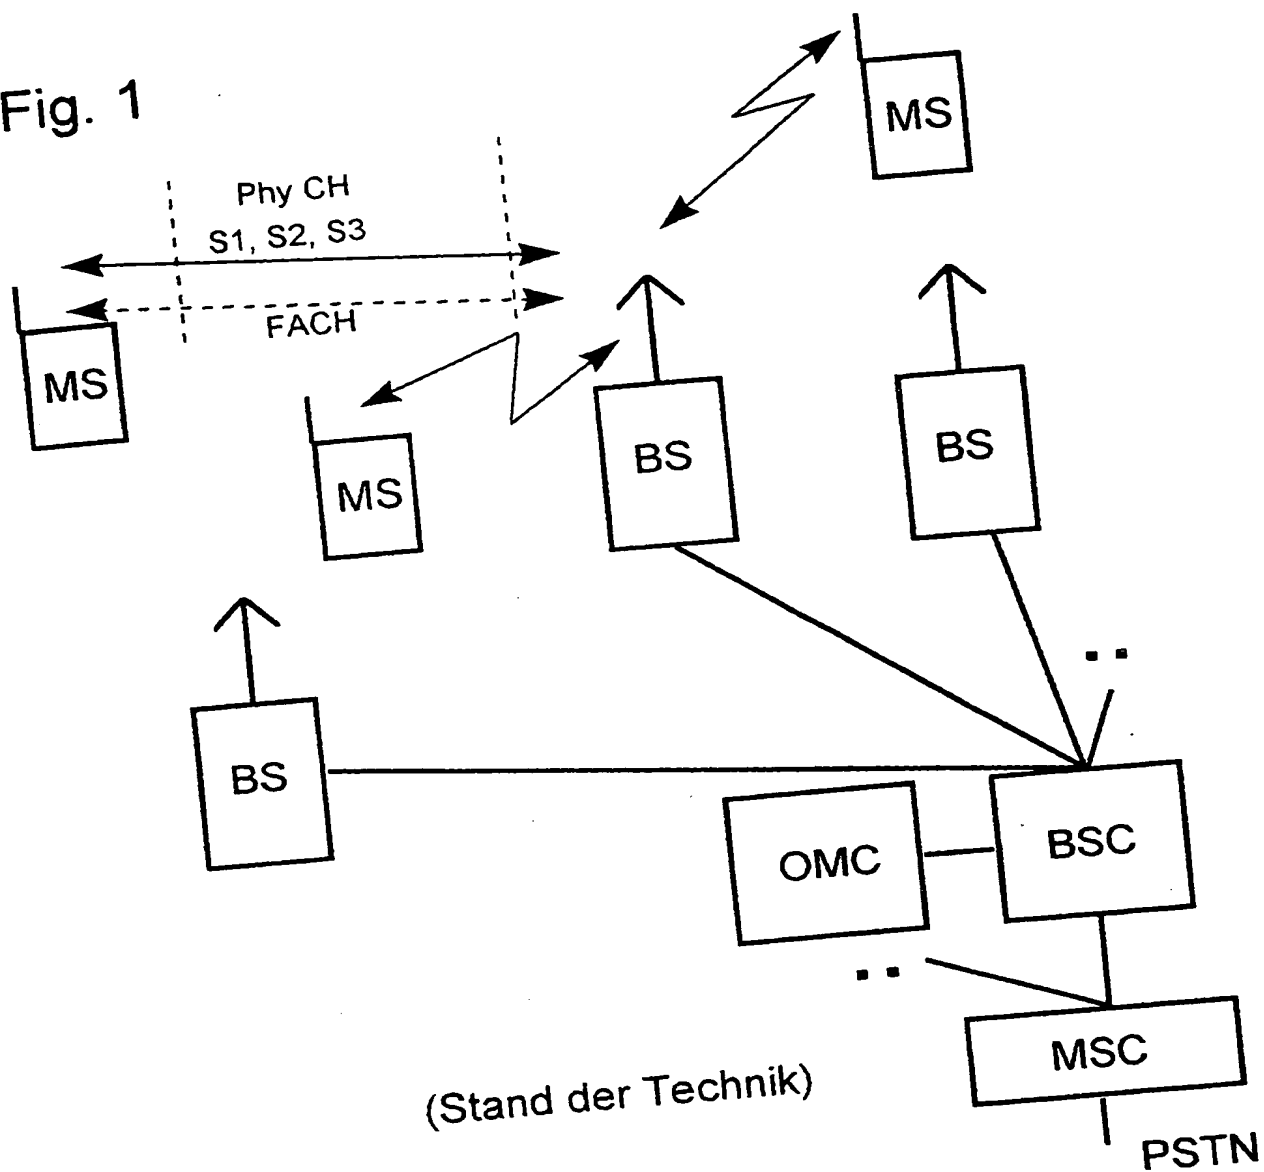 Fig. 1
MS
Phy CH
S1, S2, S3
FACH
MS
MS
BS
BS
BS
OMC
BSC
MSC
(Stand der Technik)
PSTN